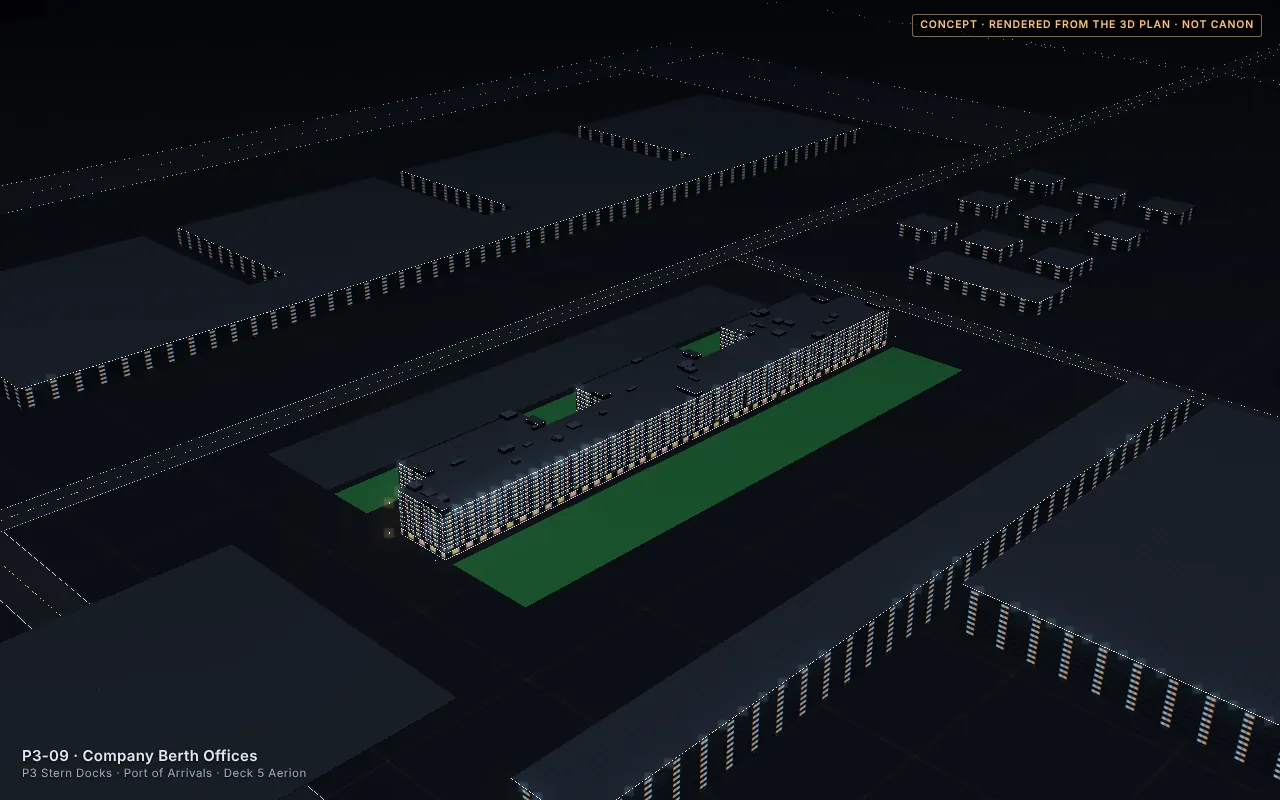 CONCEPT · RENDERED FROM THE 3D PLAN · NOT CANON
P3-09 · Company Berth Offices
P3 Stern Docks · Port of Arrivals · Deck 5 Aerion